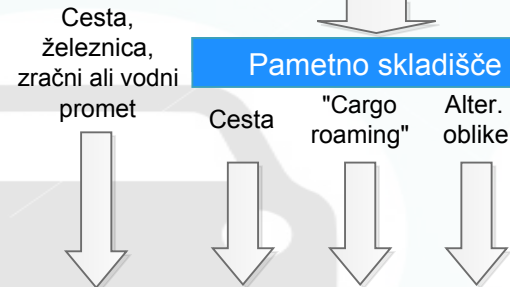 Cesta,
železnica,
zračni ali vodni
promet
Pametno skladišče
Cesta
"Cargo
roaming"
Alter.
oblike